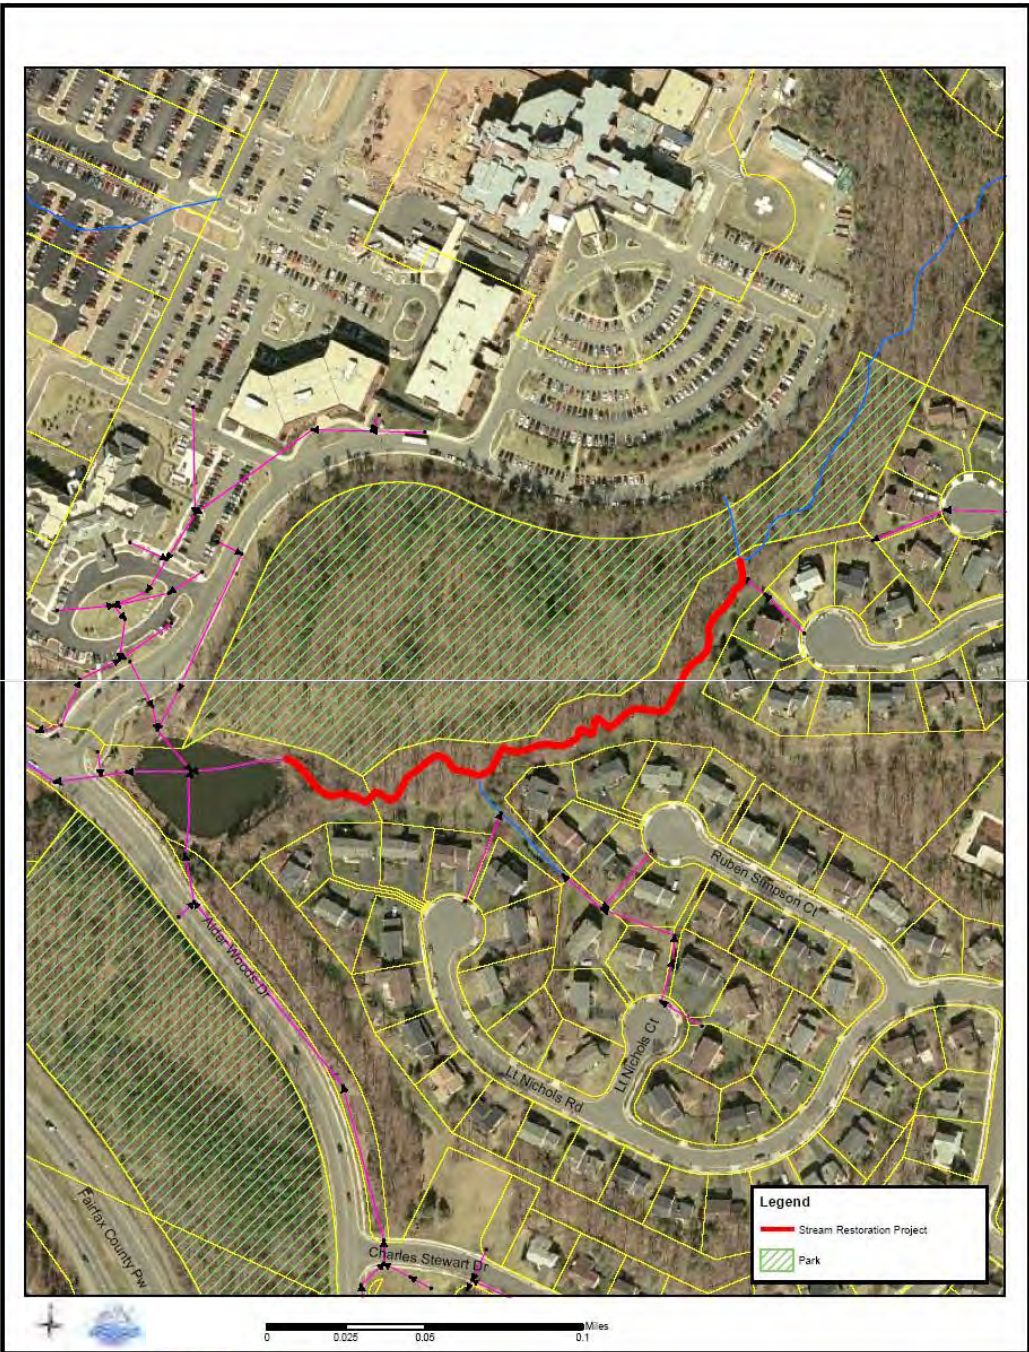 Ruben Simpson Ct
Alder Woods Dr
Lt Nichols Ct
Lt Nichols Rd
Fairfax County Pw
Charles Stewart Dr
Legend
Stream Restoration Project
Park
Miles
0 0.025 0.05 0.1